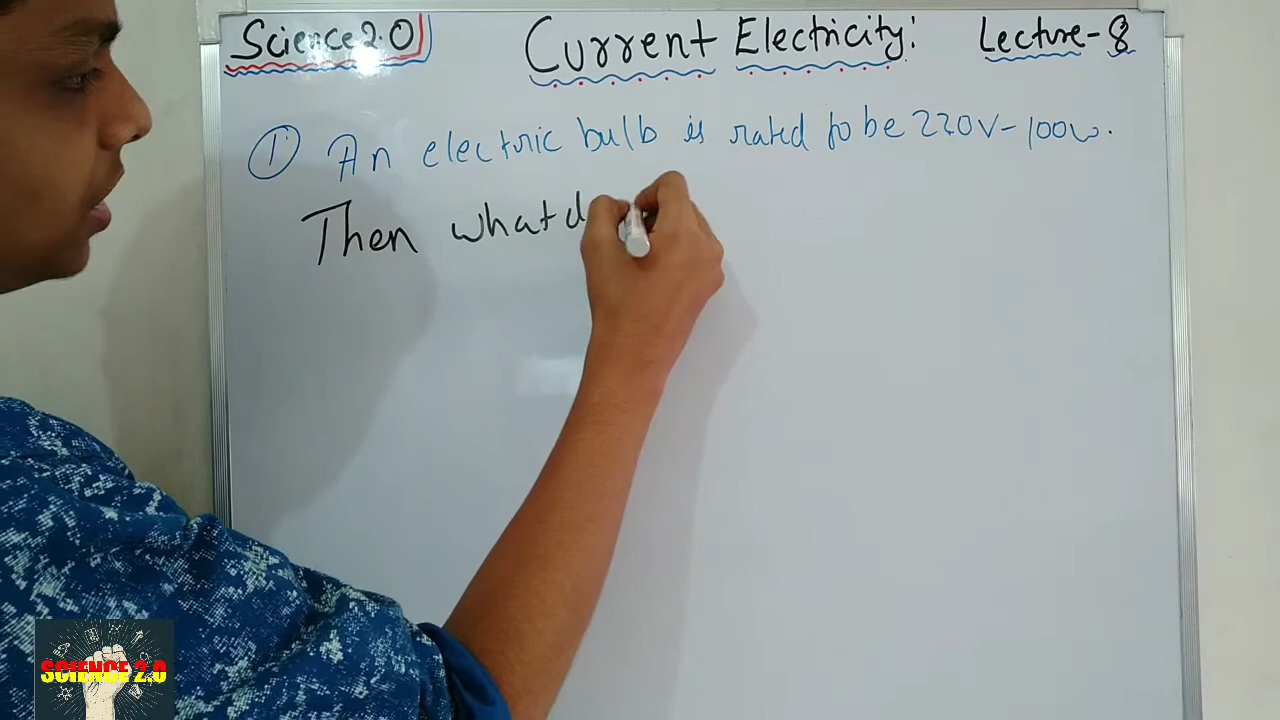 Science 2.0 Current Electricity: Lecture-8
① An electric bulb is rated to be 220V-100w.
Then what d
SCIENCE 2.0